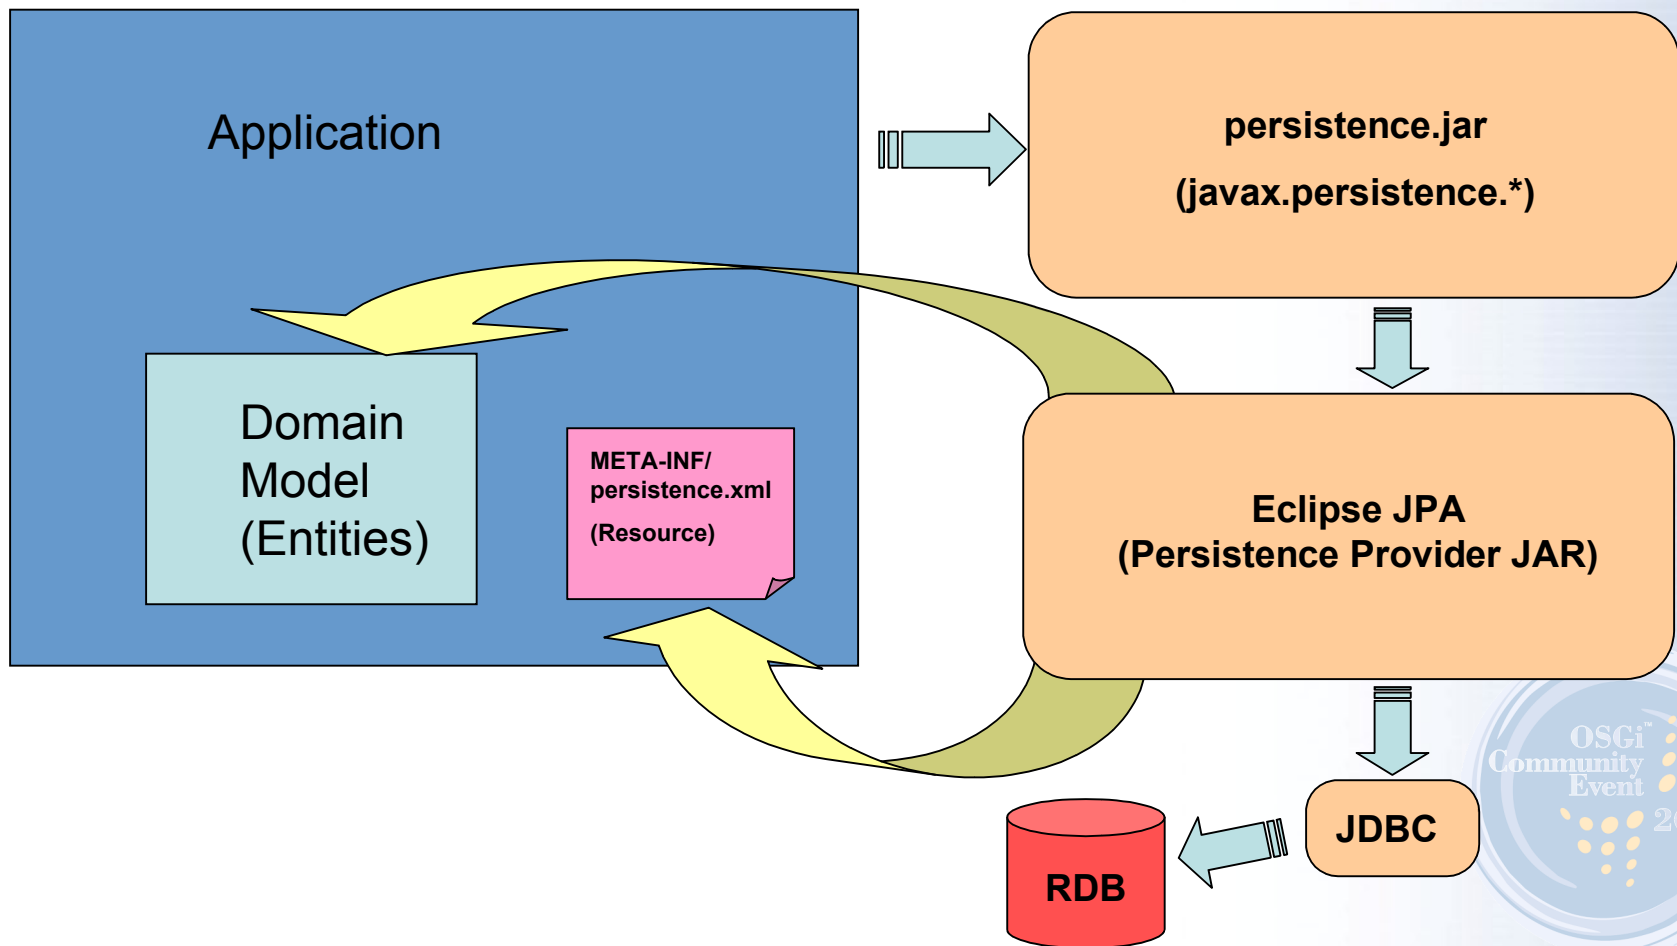 Application
persistence.jar
(javax.persistence.*)
Domain
Model
(Entities)
META-INF/
persistence.xml
(Resource)
Eclipse JPA
(Persistence Provider JAR)
OSGi™
Community
Event
JDBC
RDB